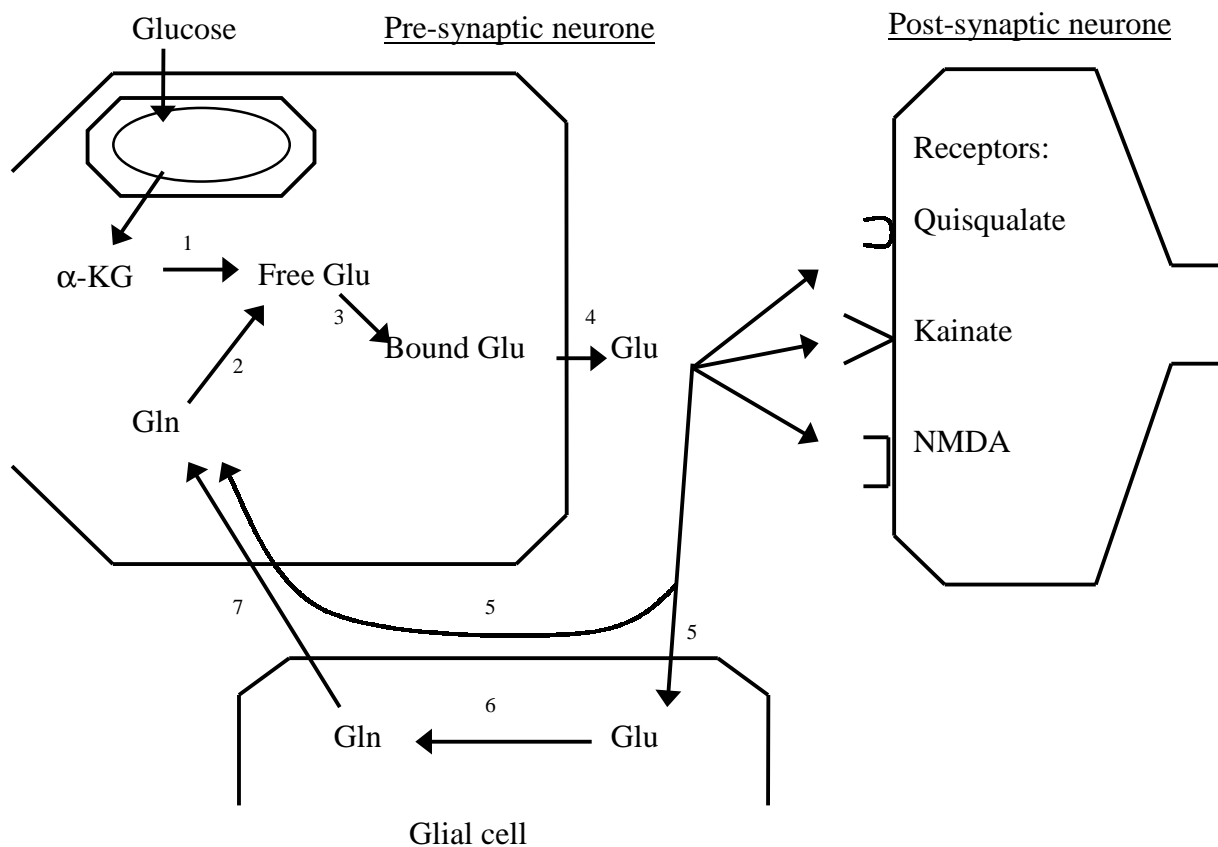 Glucose
Pre-synaptic neurone
Post-synaptic neurone
Receptors:
Quisqualate
1
α-KG
Free Glu
3
4
Bound Glu
Glu
Kainate
2
Gln
NMDA
7
5
5
6
Gln
Glu
Glial cell